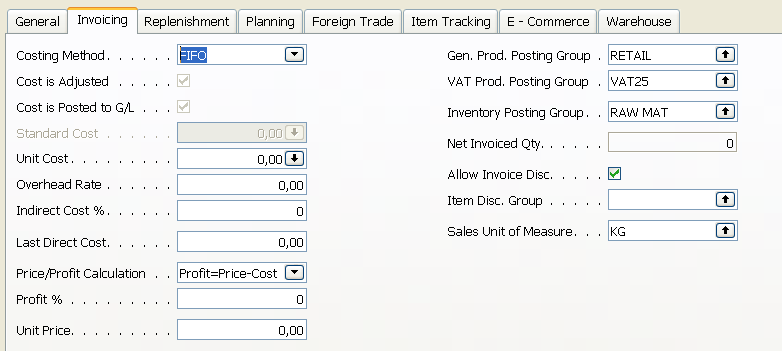 General Invoicing Replenishment Planning Foreign Trade Item Tracking E - Commerce Warehouse
Costing Method . . . . . . FIFO
Cost is Adjusted . . . .
Cost is Posted to G/L . . .
Standard Cost . . . . . . 0,00
Unit Cost . . . . . . . . . 0,00
Overhead Rate . . . . . . 0,00
Indirect Cost % . . . . . . 0
Last Direct Cost . . . . . . 0,00
Price/Profit Calculation . . Profit=Price-Cost
Profit % . . . . . . . . . 0
Unit Price . . . . . . . . . 0,00
Gen. Prod. Posting Group . RETAIL
VAT Prod. Posting Group . VAT25
Inventory Posting Group . . RAW MAT
Net Invoiced Qty . . . . . . 0
Allow Invoice Disc. . . . . .
Item Disc. Group . . . . .
Sales Unit of Measure . . . KG